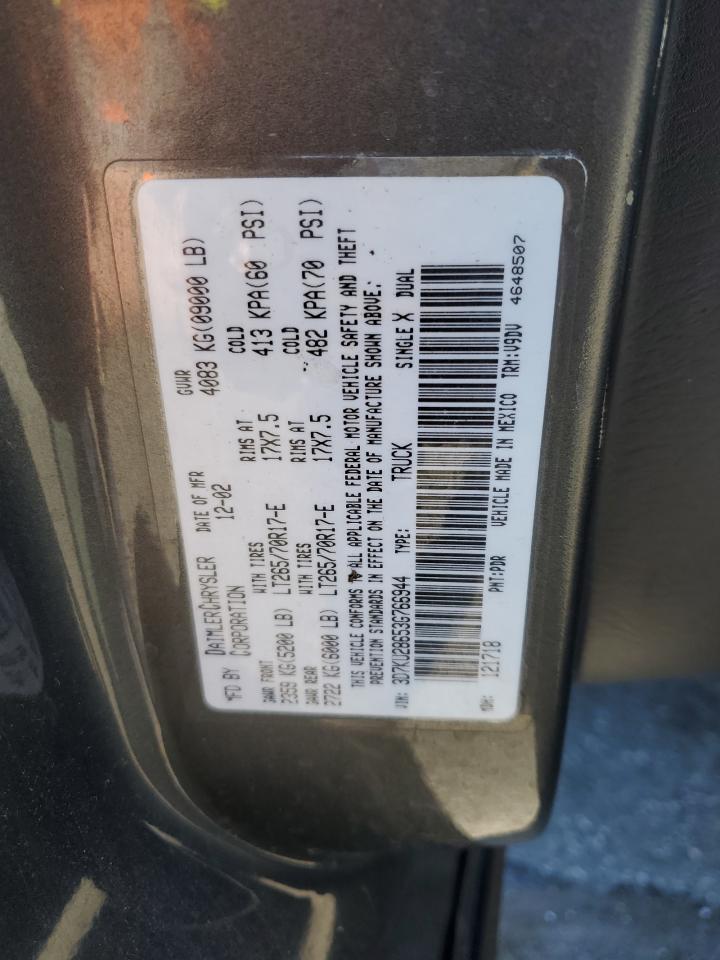 MFD BY DAIMLERCHRYSLER CORPORATION DATE OF MFR 12-02 GVWR 4083 KG(09000 LB)
GAWR FRONT WITH TIRES RIMS AT COLD
2359 KG(5200 LB) LT265/70R17-E 17X7.5 413 KPA(60 PSI)
GAWR REAR WITH TIRES RIMS AT COLD
2722 KG(6000 LB) LT265/70R17-E 17X7.5 482 KPA(70 PSI)
THIS VEHICLE CONFORMS TO ALL APPLICABLE FEDERAL MOTOR VEHICLE SAFETY AND THEFT
PREVENTION STANDARDS IN EFFECT ON THE DATE OF MANUFACTURE SHOWN ABOVE.
VIN: 3D7KU28653G766944 TYPE: TRUCK SINGLE X DUAL
MDH: 121718 PNT:PDR VEHICLE MADE IN MEXICO TRM:V9DV 4648507